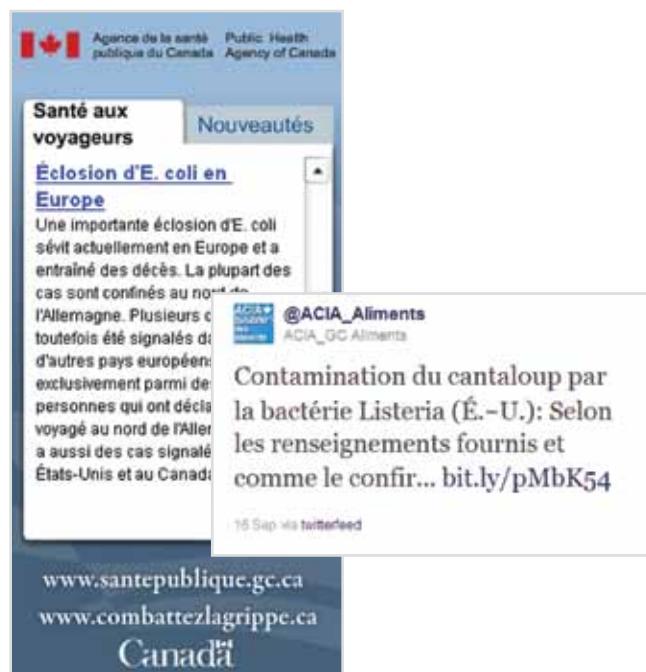 Agence de la santé Public Health
publique du Canada Agency of Canada
Santé aux
voyageurs
Nouveautés
Éclosion d'E. coli en
Europe
Une importante éclosion d'E. coli
sévit actuellement en Europe et a
entraîné des décès. La plupart des
cas sont confinés au nord de
l'Allemagne. Plusieurs
toutefois été signalés
d'autres pays européens
exclusivement parmi
personnes qui ont
voyagé au nord de
a aussi des cas
États-Unis et au Canada
@ACIA_Aliments
ACIA_GC Aliments
Contamination du cantaloup par
la bactérie Listeria (É.-U.): Selon
les renseignements fournis et
comme le confir... bit.ly/pMbK54
16 Sep via twitterfeed
www.santepublique.gc.ca
www.combattezlagrippe.ca
Canada